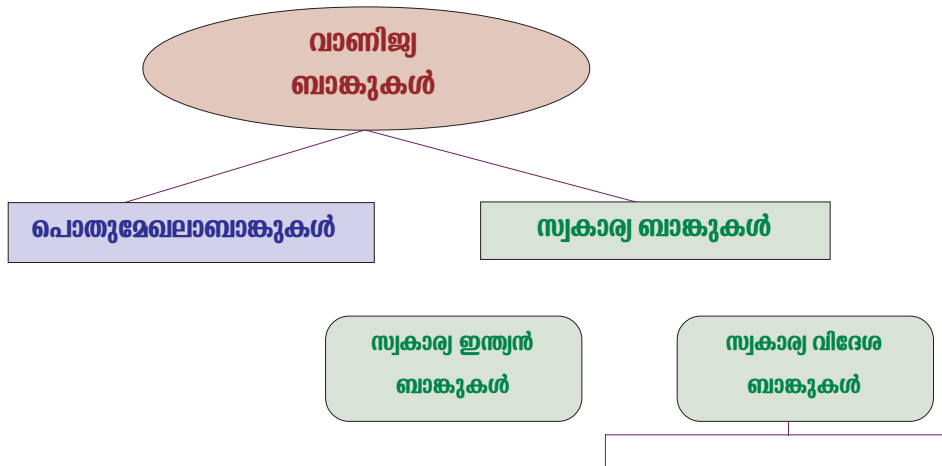 വാണിജ്യ
ബാങ്കുകൾ
പൊതുമേഖലാബാങ്കുകൾ
സ്വകാര്യ ബാങ്കുകൾ
സ്വകാര്യ ഇന്ത്യൻ
ബാങ്കുകൾ
സ്വകാര്യ വിദേശ
ബാങ്കുകൾ